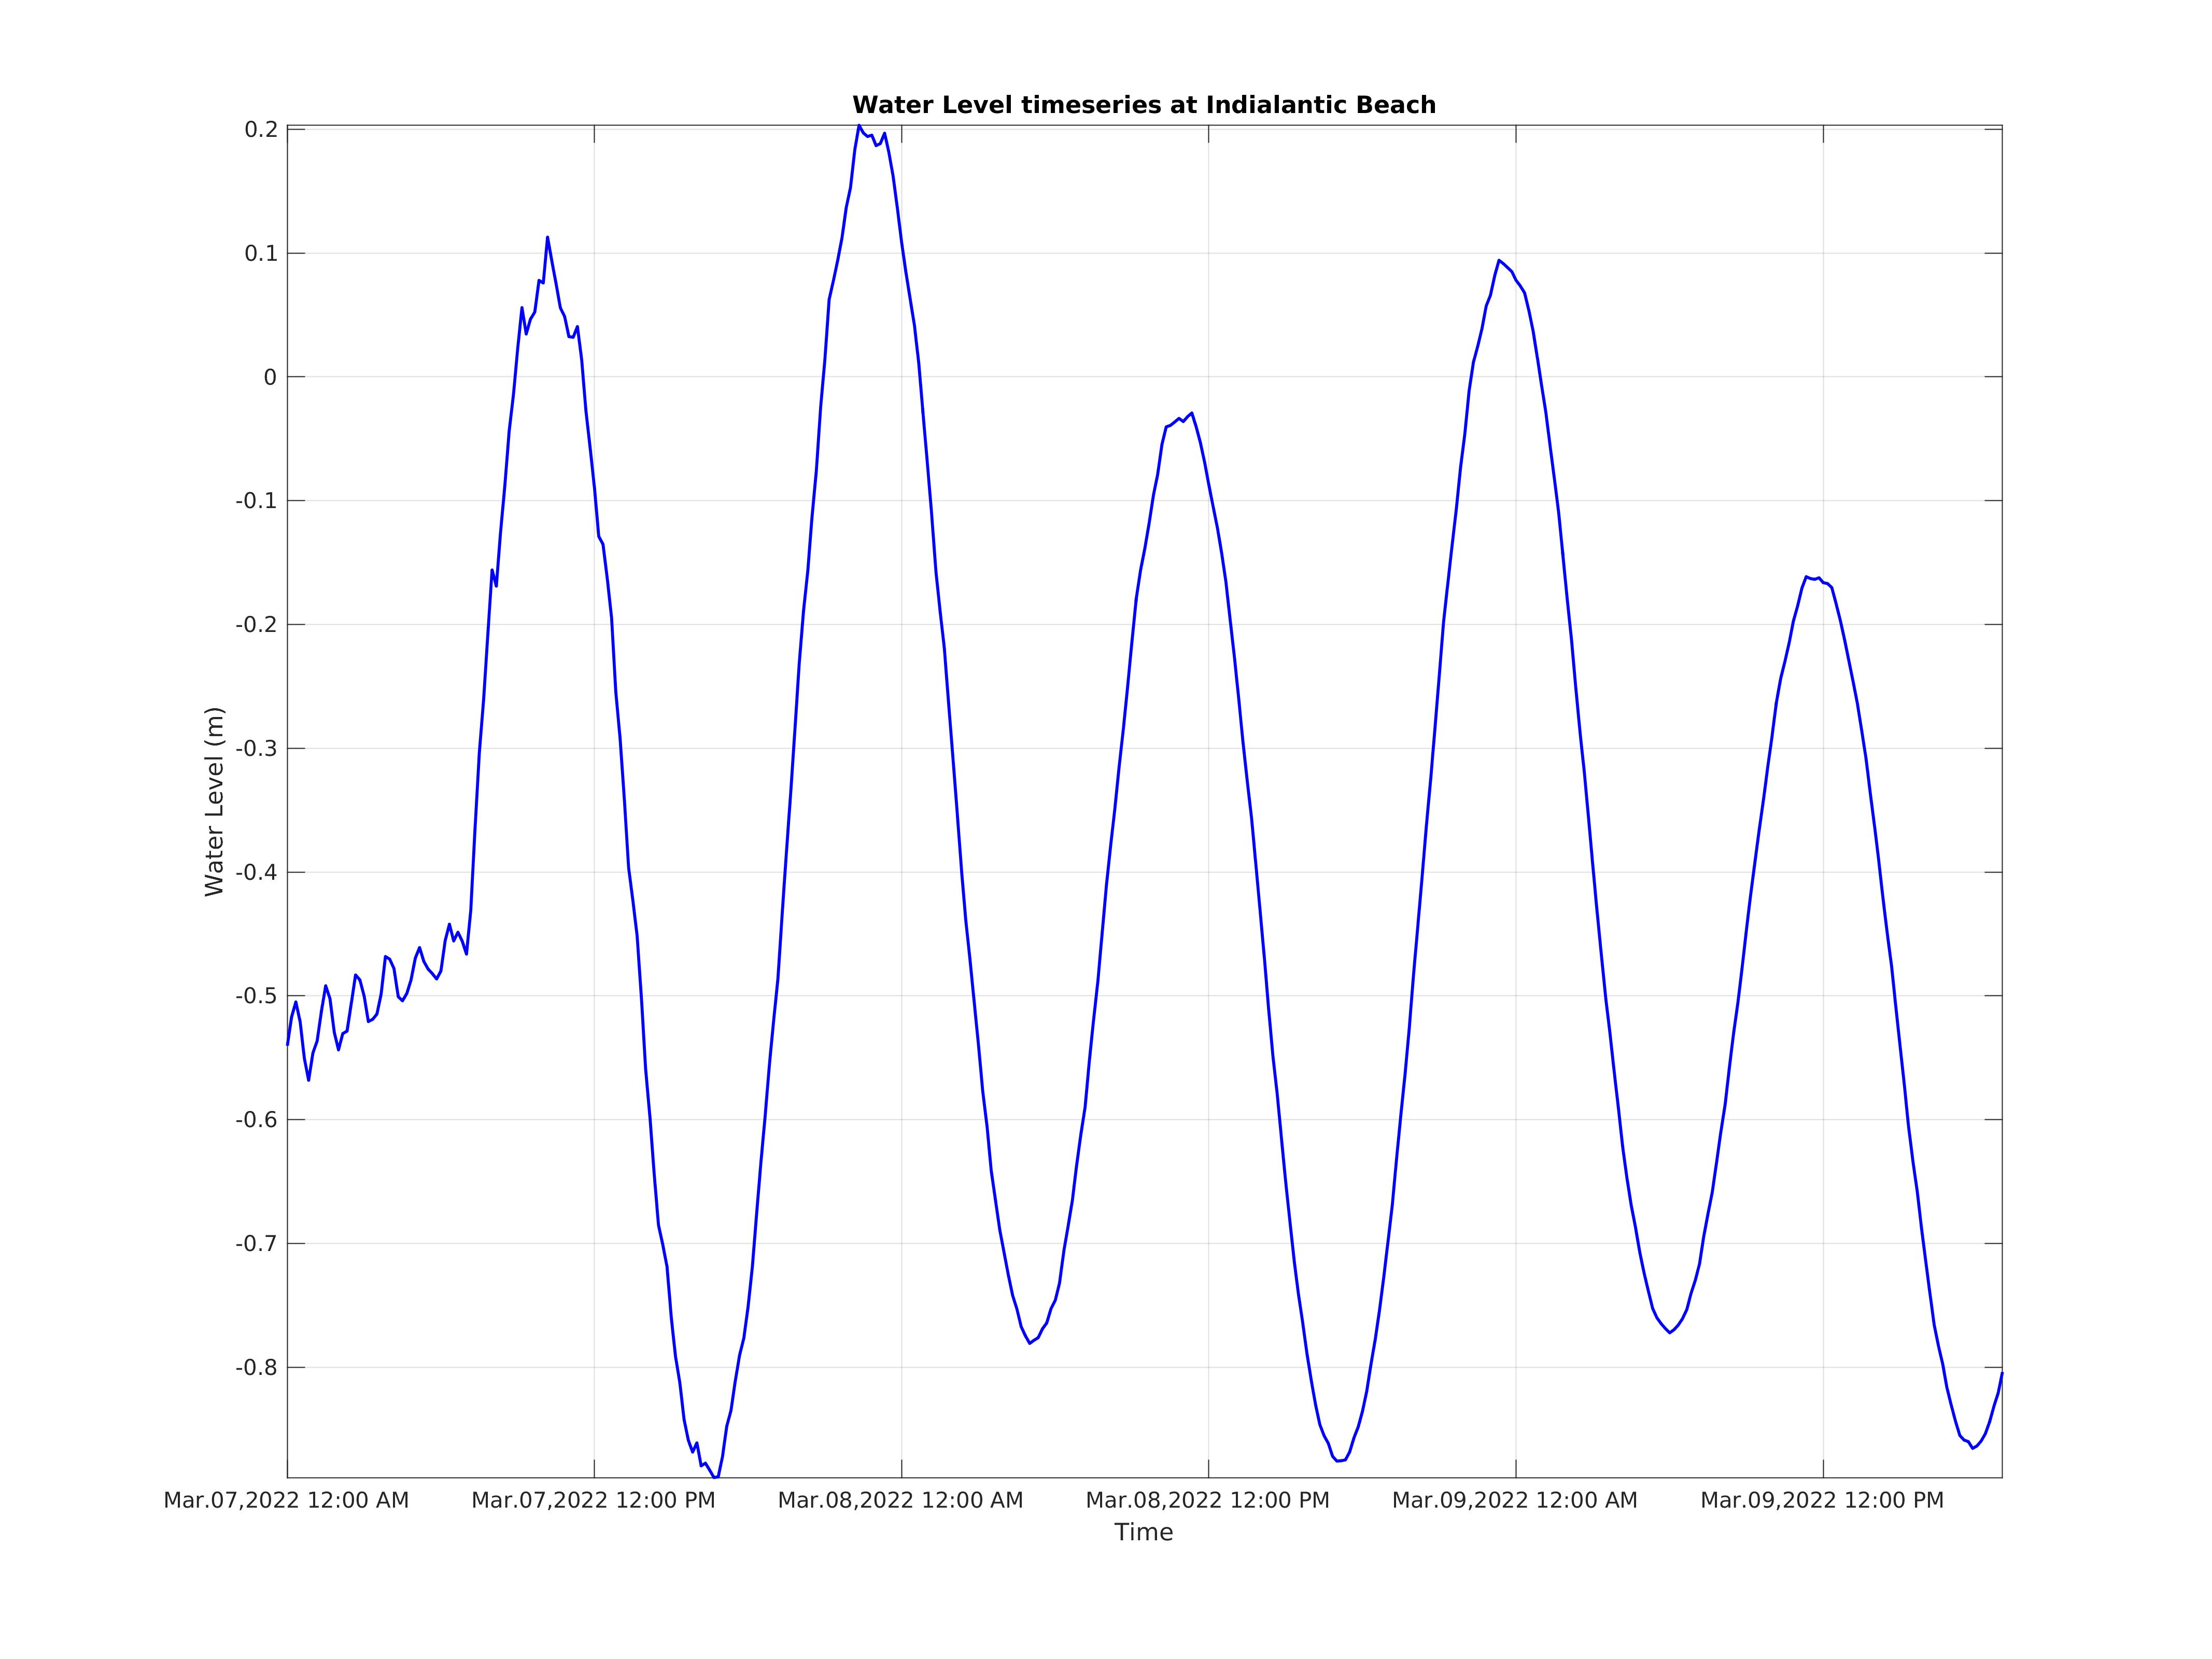 Water Level timeseries at Indialantic Beach
0.2
0.1
0
-0.1
-0.2
-0.3
-0.4
-0.5
-0.6
-0.7
-0.8
Water Level (m)
Mar.07,2022 12:00 AM Mar.07,2022 12:00 PM Mar.08,2022 12:00 AM Mar.08,2022 12:00 PM Mar.09,2022 12:00 AM Mar.09,2022 12:00 PM
Time